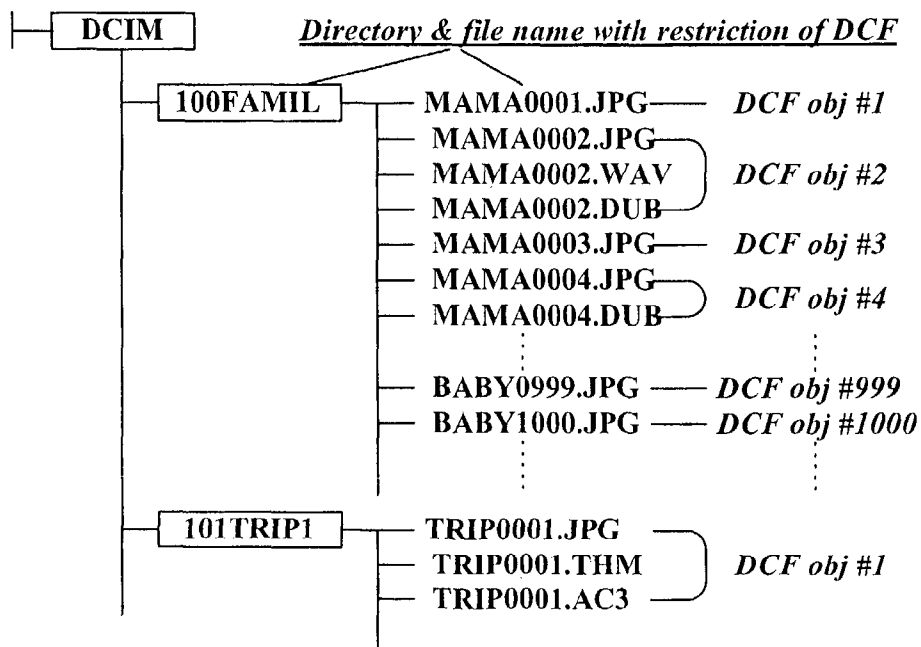 DCIM Directory & file name with restriction of DCF
100FAMIL MAMA0001.JPG DCF obj #1
MAMA0002.JPG
MAMA0002.WAV DCF obj #2
MAMA0002.DUB
MAMA0003.JPG DCF obj #3
MAMA0004.JPG
DCF obj #4
MAMA0004.DUB
BABY0999.JPG DCF obj #999
BABY1000.JPG DCF obj #1000
101TRIP1 TRIP0001.JPG
TRIP0001.THM DCF obj #1
TRIP0001.AC3